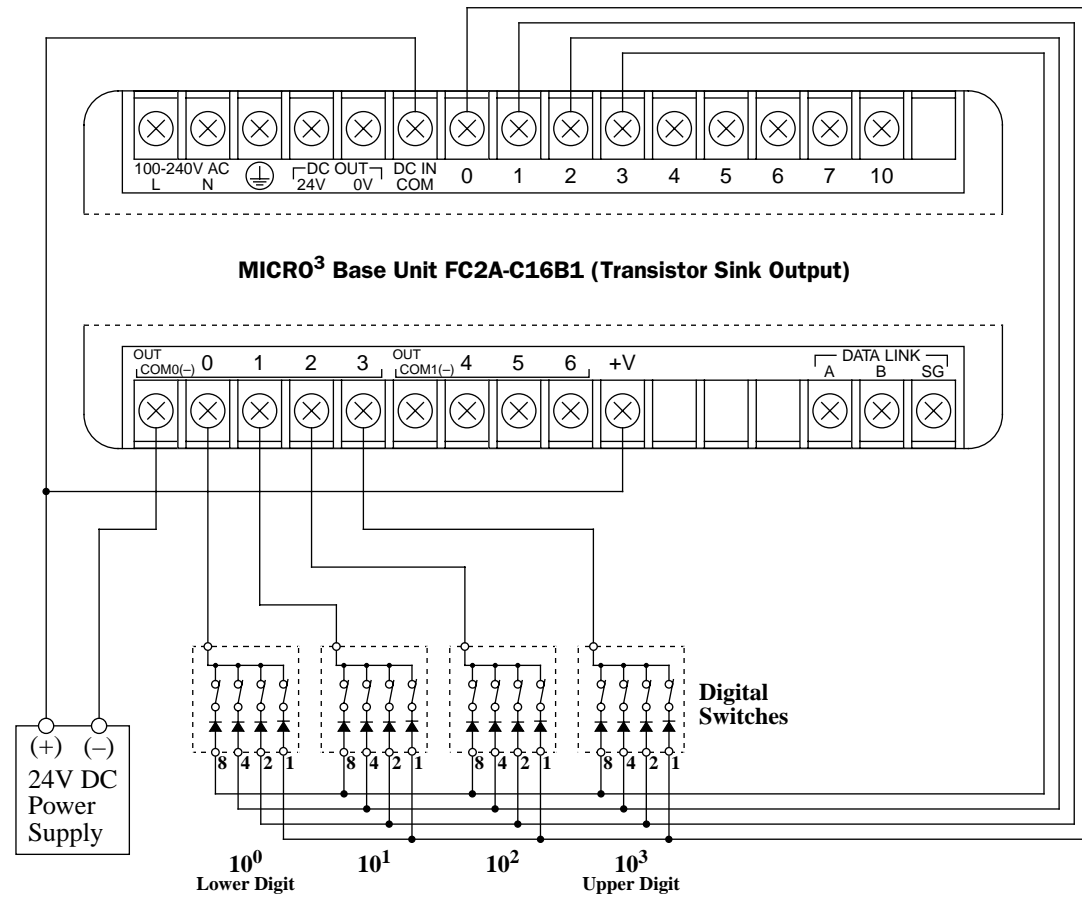 100-240V AC
L N
DC OUT
24V 0V
DC IN
COM
0 1 2 3 4 5 6 7 10
MICRO³ Base Unit FC2A-C16B1 (Transistor Sink Output)
OUT
COM0(–) 0 1 2 3
OUT
COM1(–) 4 5 6 +V
DATA LINK
A B SG
Digital
Switches
(+) (–)
24V DC
Power
Supply
8 4 2 1 8 4 2 1 8 4 2 1 8 4 2 1
10⁰ 10¹ 10² 10³
Lower Digit Upper Digit